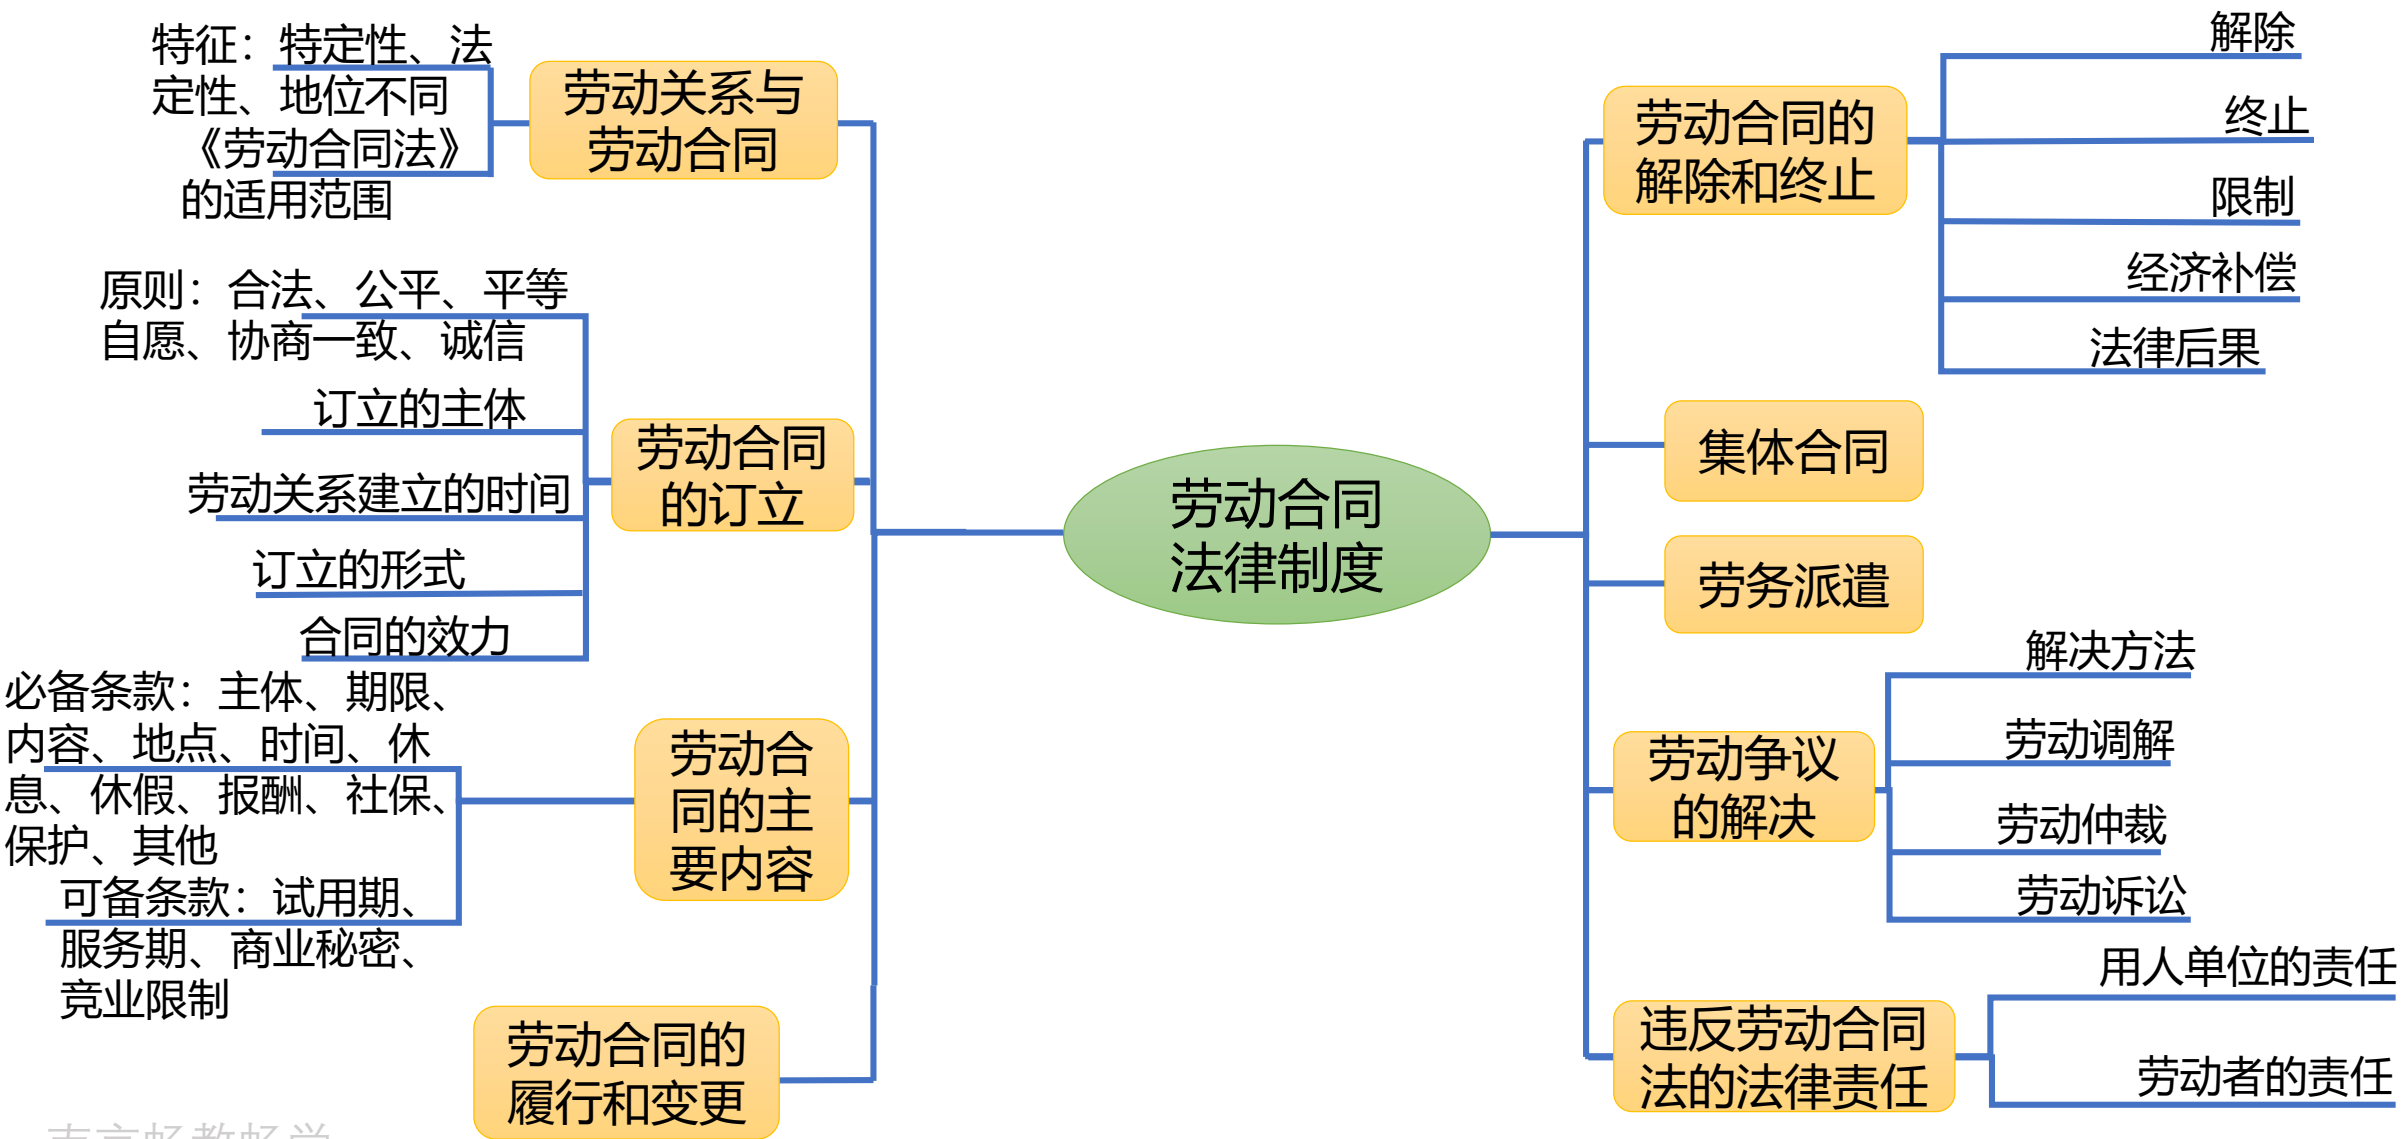 特征：特定性、法
定性、地位不同
《劳动合同法》
的适用范围
劳动关系与
劳动合同
原则：合法、公平、平等
自愿、协商一致、诚信
订立的主体
劳动关系建立的时间
订立的形式
合同的效力
劳动合同
的订立
必备条款：主体、期限、
内容、地点、时间、休
息、休假、报酬、社保、
保护、其他
可备条款：试用期、
服务期、商业秘密、
竞业限制
劳动合
同的主
要内容
劳动合同的
履行和变更
劳动合同
法律制度
劳动合同的
解除和终止
解除
终止
限制
经济补偿
法律后果
集体合同
劳务派遣
劳动争议
的解决
解决方法
劳动调解
劳动仲裁
劳动诉讼
违反劳动合同
法的法律责任
用人单位的责任
劳动者的责任